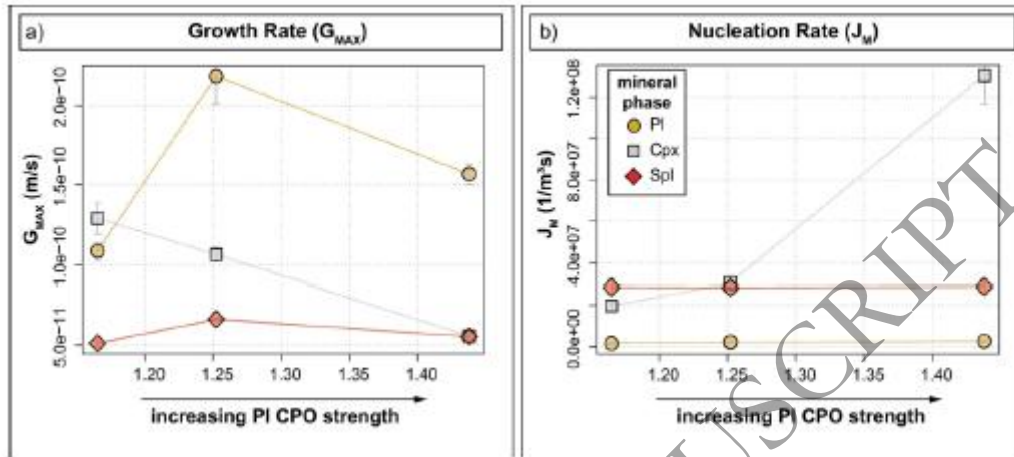 a) Growth Rate (GMAX)
GMAX (m/s)
2.0e−10
1.5e−10
1.0e−10
5.0e−11
1.20 1.25 1.30 1.35 1.40
increasing Pl CPO strength
b) Nucleation Rate (JM)
JM (1/m³s)
1.2e+08
8.0e+07
4.0e+07
0.0e+00
mineral
phase
Pl
Cpx
Spl
1.20 1.25 1.30 1.35 1.40
increasing Pl CPO strength
USCRIPT